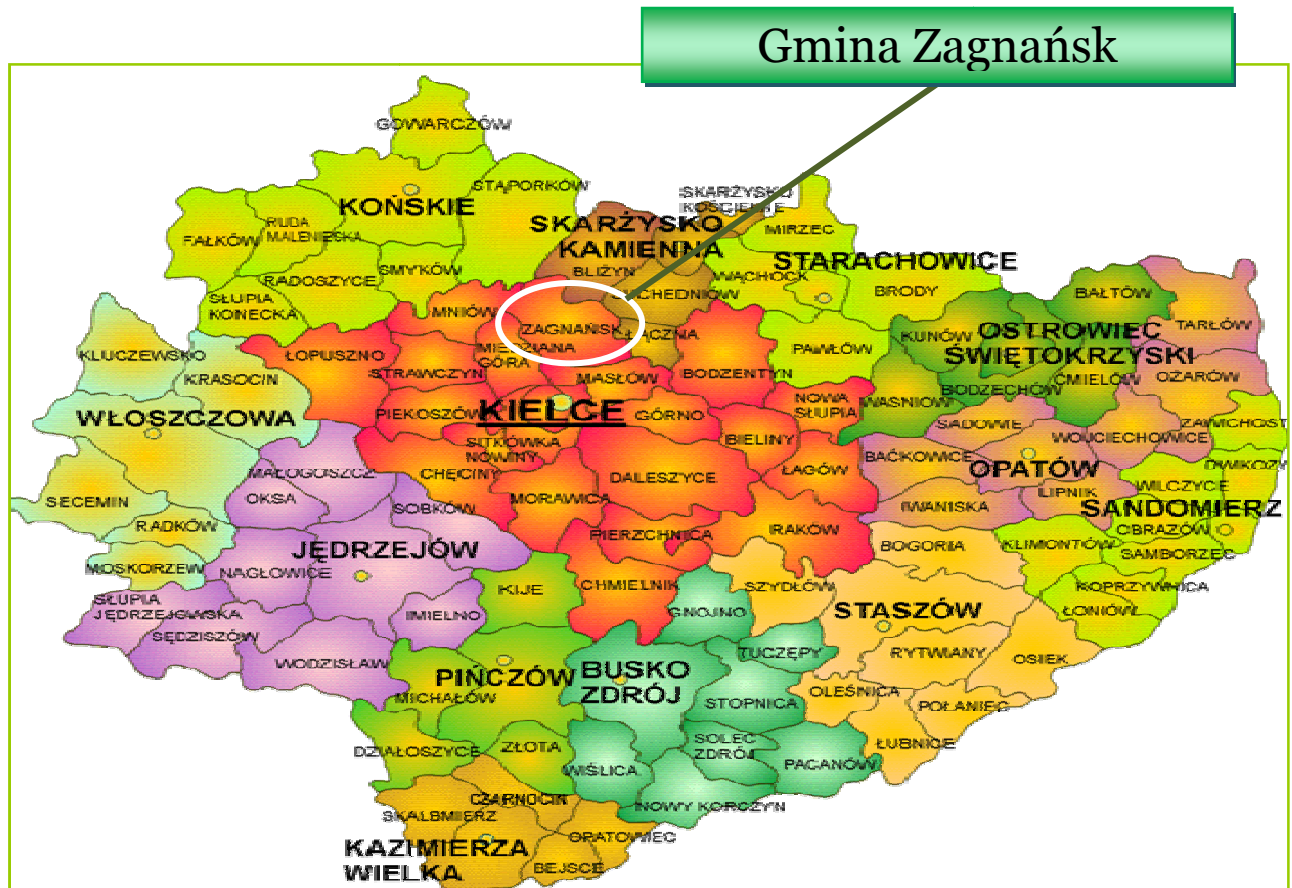 Gmina Zagnańsk
GOWARCZÓW
STĄPORKÓW
KOŃSKIE
RUDA
MALENIECKA
FAŁKÓW
RADOSZYCE
SMYKÓW
SŁUPIA
KONECKA
SKARŻYSKO
KOŚCIELNE
SKARŻYSKO
KAMIENNA
BLIŻYN
MIRZEC
WĄCHOCK
STARACHOWICE
BRODY
MNIÓW
ZAGNAŃSK
ŁĄCZNA
MIEDZIANA
GÓRA
PAWŁÓW
KUNÓW
BAŁTÓW
TARŁÓW
OSTROWIEC
ŚWIĘTOKRZYSKI
BODZECHÓW
ĆMIELÓW
OŻARÓW
WAŚNIÓW
KLUCZEWSKO
KRASOCIN
WŁOSZCZOWA
SECEMIN
RADKÓW
MOSKORZEW
ŁOPUSZNO
STRAWCZYN
MASŁÓW
BODZENTYN
PIEKOSZÓW
KIELCE
GÓRNO
NOWA
SŁUPIA
BIELINY
SITKÓWKA
NOWINY
CHĘCINY
DALESZYCE
ŁAGÓW
MORAWICA
PIERZCHNICA
RAKÓW
CHMIELNIK
SADOWIE
WOJCIECHOWICE
ZAWICHOST
BAĆKOWICE
OPATÓW
LIPNIK
IWANISKA
WILCZYCE
DWIKOZY
SANDOMIERZ
OBRAZÓW
SAMBORZEC
KLIMONTÓW
KOPRZYWNICA
ŁONIÓW
MAŁOGOSZCZ
OKSA
SOBKÓW
JĘDRZEJÓW
NAGŁOWICE
SŁUPIA
JĘDRZEJOWSKA
IMIELNO
SĘDZISZÓW
WODZISŁAW
BOGORIA
SZYDŁÓW
STASZÓW
RYTWIANY
OSIEK
OLEŚNICA
POŁANIEC
ŁUBNICE
KIJE
PIŃCZÓW
MICHAŁÓW
DZIAŁOSZYCE
ZŁOTA
GNOJNO
BUSKO
ZDRÓJ
TUCZĘPY
STOPNICA
SOLEC
ZDRÓJ
PACANÓW
WIŚLICA
NOWY KORCZYN
CZARNOCIN
SKALBMIERZ
OPATOWIEC
KAZIMIERZA
WIELKA
BEJSCE